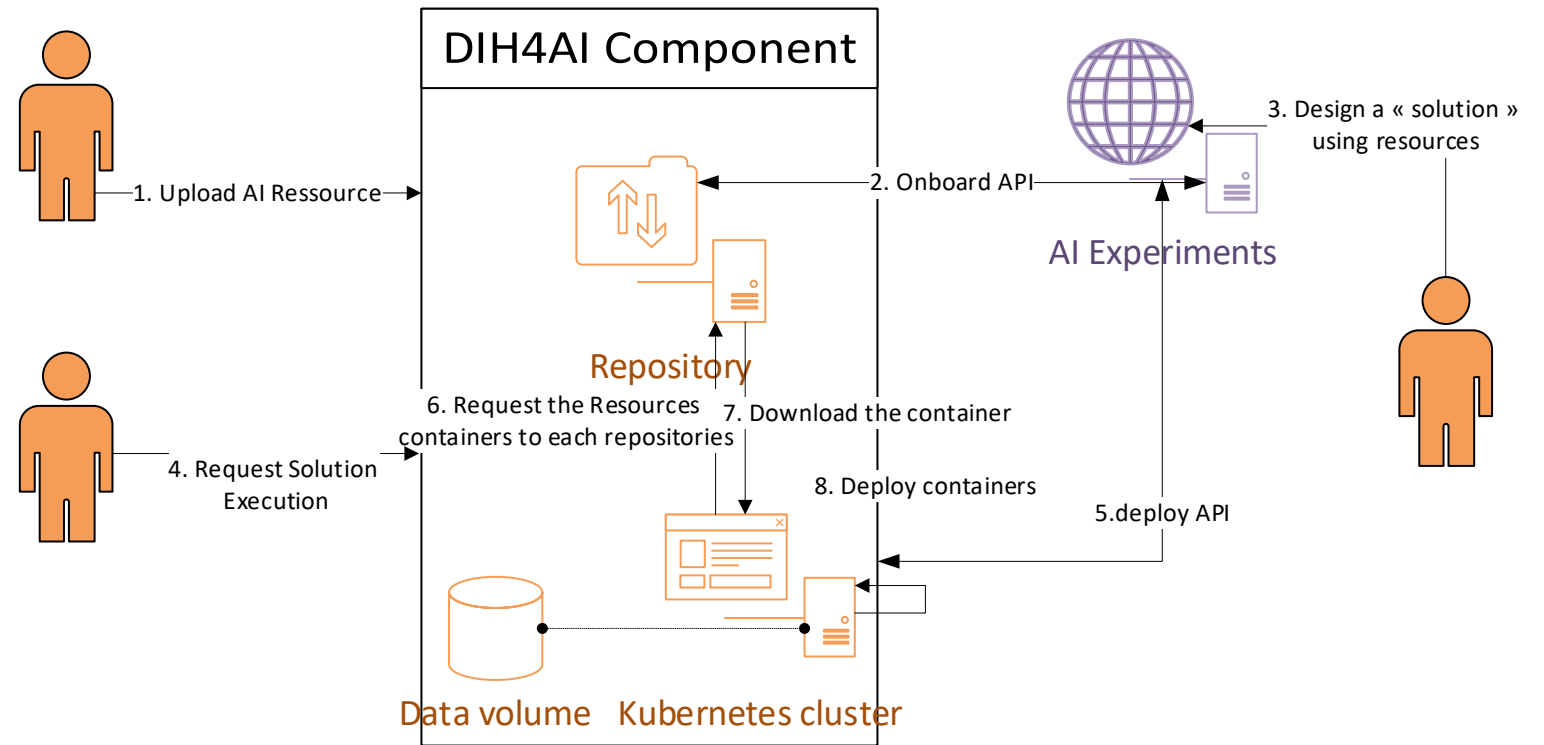 DIH4AI Component
3. Design a « solution »
using resources
1. Upload AI Ressource
2. Onboard API
AI Experiments
Repository
6. Request the Resources
containers to each repositories
7. Download the container
4. Request Solution
Execution
8. Deploy containers
5.deploy API
Data volume
Kubernetes cluster